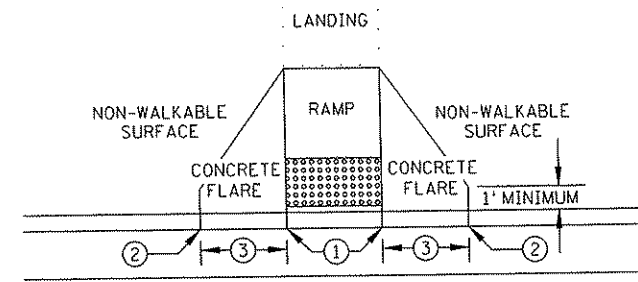 LANDING
NON-WALKABLE
SURFACE
RAMP
NON-WALKABLE
SURFACE
CONCRETE
FLARE
CONCRETE
FLARE
1' MINIMUM
2
3
1
3
2